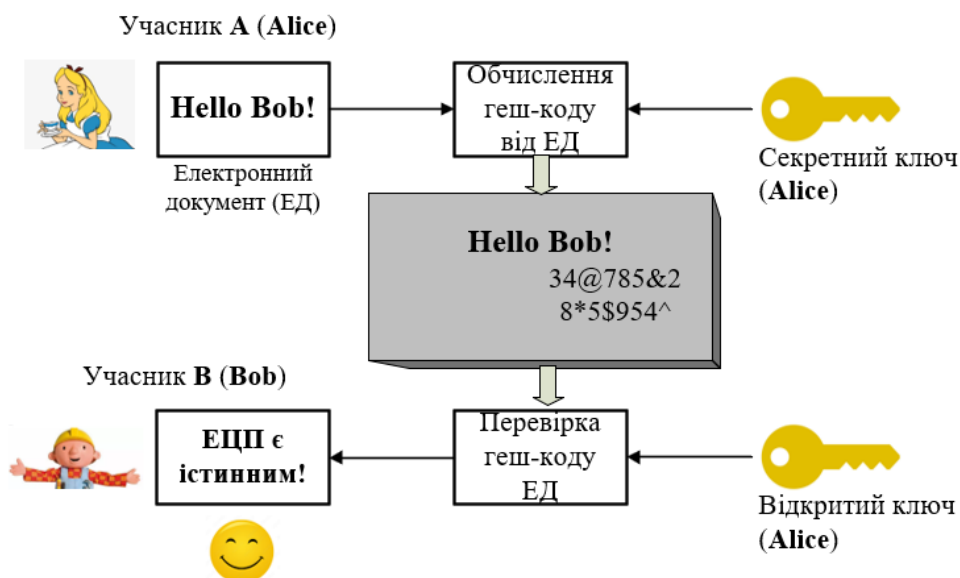 Учасник A (Alice)
Hello Bob!
Електронний
документ (ЕД)
Обчислення
геш-коду
від ЕД
Секретний ключ
(Alice)
Hello Bob!
34@785&2
8*5$954^
Учасник B (Bob)
ЕЦП є
істинним!
Перевірка
геш-коду
ЕД
Відкритий ключ
(Alice)